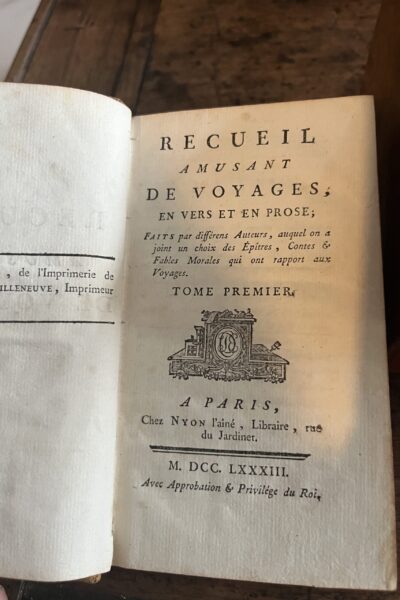 , de l'Imprimerie de
ILLENEUVE, Imprimeur
RECUEIL
AMUSANT
DE VOYAGES,
EN VERS ET EN PROSE;
FAITS par différens Auteurs, auquel on a
joint un choix des Épîtres, Contes &
Fables Morales qui ont rapport aux
Voyages.
TOME PREMIER.
A PARIS,
Chez NYON l'aîné, Libraire, rue
du Jardinet.
M. DCC. LXXXIII.
Avec Approbation & Privilége du Roi.